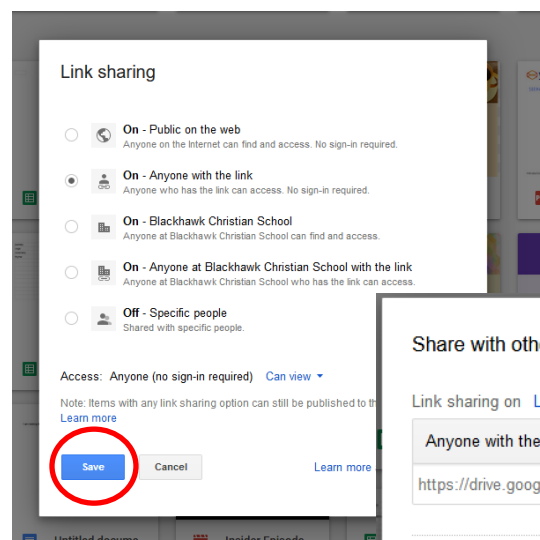 Link sharing
On - Public on the web
Anyone on the Internet can find and access. No sign-in required.
On - Anyone with the link
Anyone who has the link can access. No sign-in required.
On - Blackhawk Christian School
Anyone at Blackhawk Christian School can find and access.
On - Anyone at Blackhawk Christian School with the link
Anyone at Blackhawk Christian School who has the link can access.
Off - Specific people
Shared with specific people.
Access: Anyone (no sign-in required) Can view
Note: Items with any link sharing option can still be published to th
Learn more
Save Cancel Learn more
Share with oth
Link sharing on L
Anyone with the
https://drive.goog
Untitled docume
Insider Episode